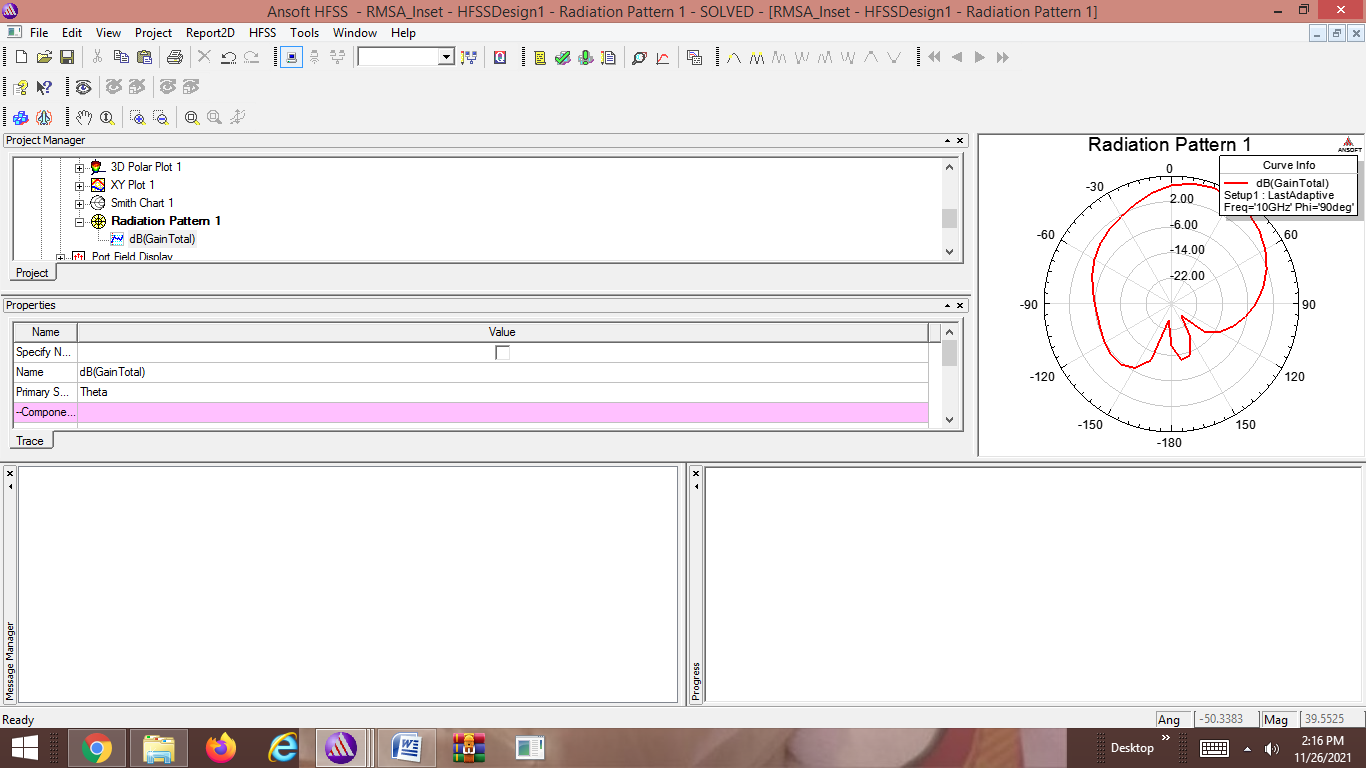 Ansoft HFSS - RMSA_Inset - HFSSDesign1 - Radiation Pattern 1 - SOLVED - [RMSA_Inset - HFSSDesign1 - Radiation Pattern 1]
File Edit View Project Report2D HFSS Tools Window Help
Project Manager
3D Polar Plot 1
XY Plot 1
Smith Chart 1
Radiation Pattern 1
dB(GainTotal)
Port Field Display
Project
Properties
Name Value
Specify N...
Name dB(GainTotal)
Primary S... Theta
--Compone...
Trace
Radiation Pattern 1
ANSOFT
Curve Info
dB(GainTotal)
Setup1 : LastAdaptive
Freq='10GHz' Phi='90deg'
0
-30
2.00
-60
-6.00
60
-14.00
-22.00
-90
90
-120
120
-150
150
-180
Message Manager
Progress
Ready
Ang -50.3383 Mag 39.5525
Desktop
2:16 PM
11/26/2021